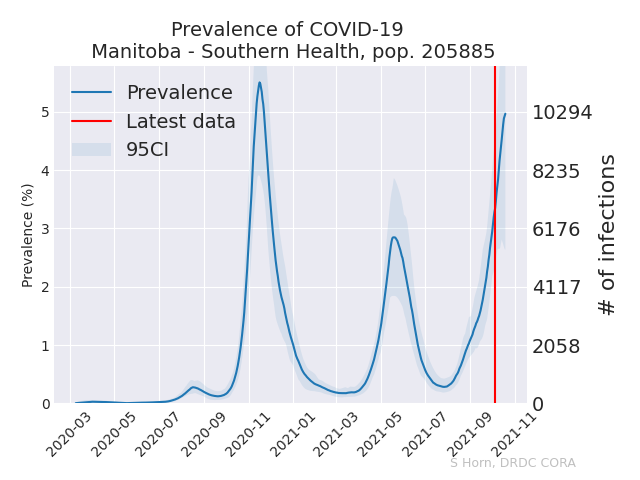 Prevalence of COVID-19
Manitoba - Southern Health, pop. 205885
Prevalence
Latest data
95CI
Prevalence (%)
5
4
3
2
1
0
10294
8235
6176
4117
2058
0
# of infections
2020-03
2020-05
2020-07
2020-09
2020-11
2021-01
2021-03
2021-05
2021-07
2021-09
2021-11
S Horn, DRDC CORA